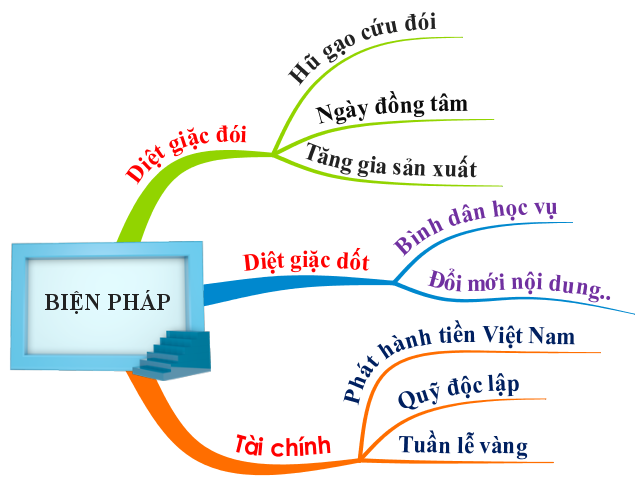 BIỆN PHÁP
Diệt giặc đói
Hũ gạo cứu đói
Ngày đồng tâm
Tăng gia sản xuất
Diệt giặc dốt
Bình dân học vụ
Đổi mới nội dung..
Tài chính
Phát hành tiền Việt Nam
Quỹ độc lập
Tuần lễ vàng